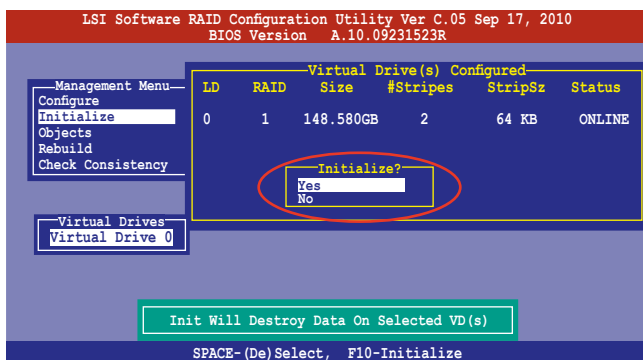 LSI Software RAID Configuration Utility Ver C.05 Sep 17, 2010
BIOS Version A.10.09231523R
Virtual Drive(s) Configured
LD RAID Size #Stripes StripSz Status
0 1 148.580GB 2 64 KB ONLINE
Management Menu
Configure
Initialize
Objects
Rebuild
Check Consistency
Initialize?
Yes
No
Virtual Drives
Virtual Drive 0
Init Will Destroy Data On Selected VD(s)
SPACE-(De)Select, F10-Initialize